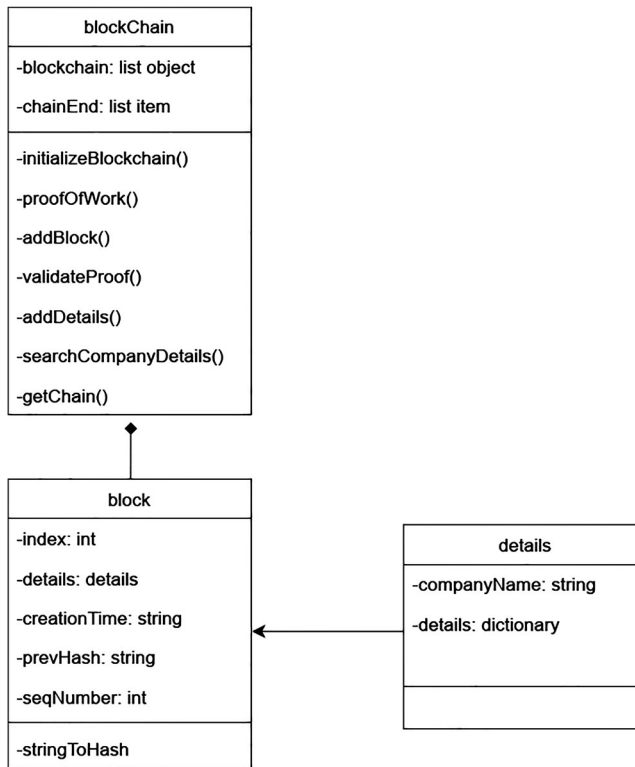 blockChain
-blockchain: list object
-chainEnd: list item
-initializeBlockchain()
-proofOfWork()
-addBlock()
-validateProof()
-addDetails()
-searchCompanyDetails()
-getChain()
block
-index: int
-details: details
-creationTime: string
-prevHash: string
-seqNumber: int
-stringToHash
details
-companyName: string
-details: dictionary